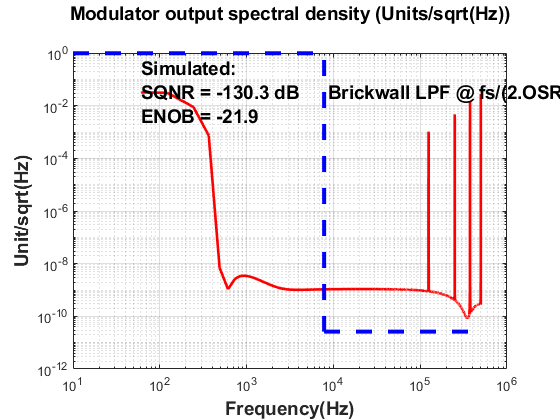 Modulator output spectral density (Units/sqrt(Hz))
10^0
10^-2
10^-4
10^-6
10^-8
10^-10
10^-12
Unit/sqrt(Hz)
Simulated:
SQNR = -130.3 dB
ENOB = -21.9
Brickwall LPF @ fs/(2.OSR
10^1
10^2
10^3
10^4
10^5
10^6
Frequency(Hz)